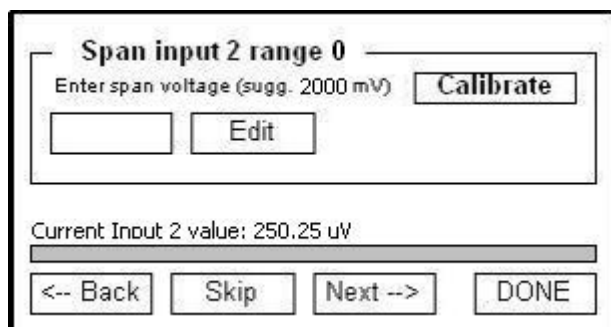 Span input 2 range 0
Enter span voltage (sugg. 2000 mV) Calibrate
Edit
Current Input 2 value: 250.25 uV
<-- Back Skip Next --> DONE